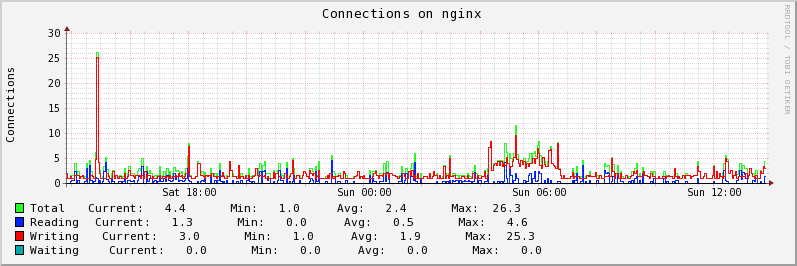 Connections on nginx
RRDTOOL / TOBI OETIKER
Connections
30
25
20
15
10
5
0
Sat 18:00 Sun 00:00 Sun 06:00 Sun 12:00
Total Current: 4.4 Min: 1.0 Avg: 2.4 Max: 26.3
Reading Current: 1.3 Min: 0.0 Avg: 0.5 Max: 4.6
Writing Current: 3.0 Min: 1.0 Avg: 1.9 Max: 25.3
Waiting Current: 0.0 Min: 0.0 Avg: 0.0 Max: 0.0